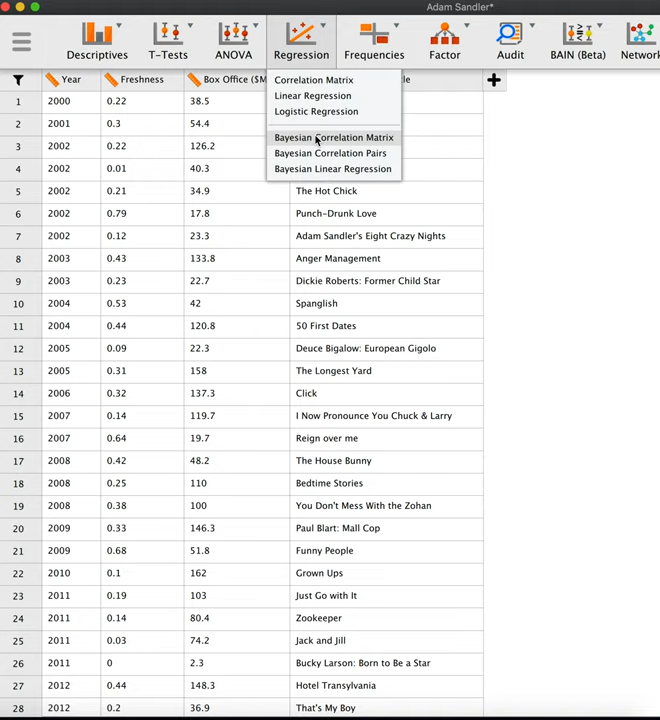 Adam Sandler*
Descriptives T-Tests ANOVA Regression Frequencies Factor Audit BAIN (Beta) Network
Year Freshness Box Office ($M le
Correlation Matrix
Linear Regression
Logistic Regression
Bayesian Correlation Matrix
Bayesian Correlation Pairs
Bayesian Linear Regression
1 2000 0.22 38.5
2 2001 0.3 54.4
3 2002 0.22 126.2
4 2002 0.01 40.3
5 2002 0.21 34.9 The Hot Chick
6 2002 0.79 17.8 Punch-Drunk Love
7 2002 0.12 23.3 Adam Sandler's Eight Crazy Nights
8 2003 0.43 133.8 Anger Management
9 2003 0.23 22.7 Dickie Roberts: Former Child Star
10 2004 0.53 42 Spanglish
11 2004 0.44 120.8 50 First Dates
12 2005 0.09 22.3 Deuce Bigalow: European Gigolo
13 2005 0.31 158 The Longest Yard
14 2006 0.32 137.3 Click
15 2007 0.14 119.7 I Now Pronounce You Chuck & Larry
16 2007 0.64 19.7 Reign over me
17 2008 0.42 48.2 The House Bunny
18 2008 0.25 110 Bedtime Stories
19 2008 0.38 100 You Don't Mess With the Zohan
20 2009 0.33 146.3 Paul Blart: Mall Cop
21 2009 0.68 51.8 Funny People
22 2010 0.1 162 Grown Ups
23 2011 0.19 103 Just Go with It
24 2011 0.14 80.4 Zookeeper
25 2011 0.03 74.2 Jack and Jill
26 2011 0 2.3 Bucky Larson: Born to Be a Star
27 2012 0.44 148.3 Hotel Transylvania
28 2012 0.2 36.9 That's My Boy